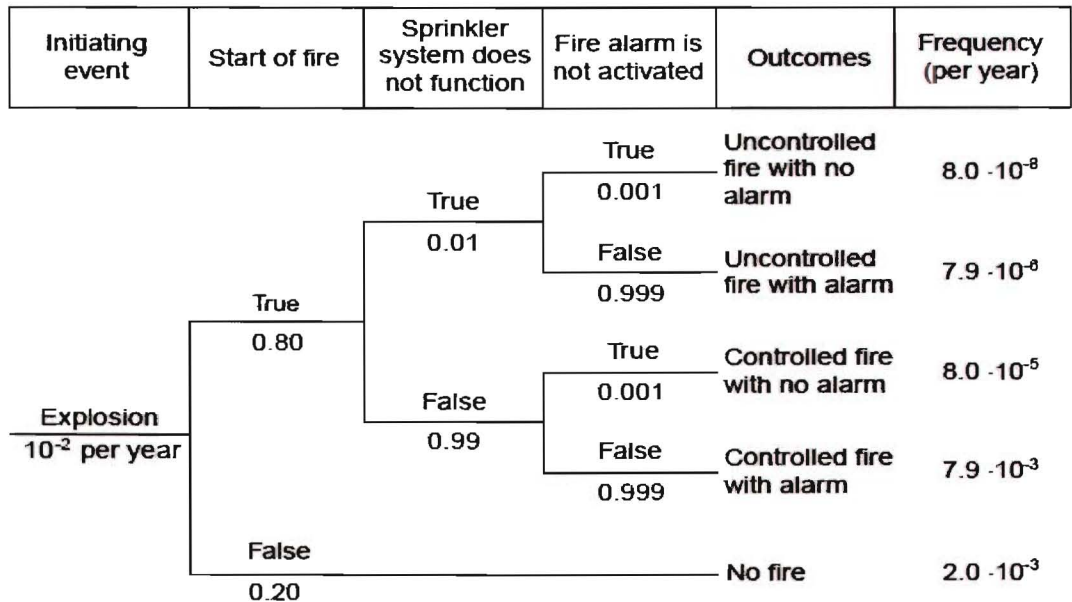 Initiating event
Start of fire
Sprinkler system does not function
Fire alarm is not activated
Outcomes
Frequency (per year)
True
0.001
Uncontrolled fire with no alarm
8.0 ·10⁻⁸
True
0.01
False
0.999
Uncontrolled fire with alarm
7.9 ·10⁻⁶
True
0.80
True
0.001
Controlled fire with no alarm
8.0 ·10⁻⁵
False
0.99
Explosion
10⁻² per year
False
0.999
Controlled fire with alarm
7.9 ·10⁻³
False
0.20
No fire
2.0 ·10⁻³